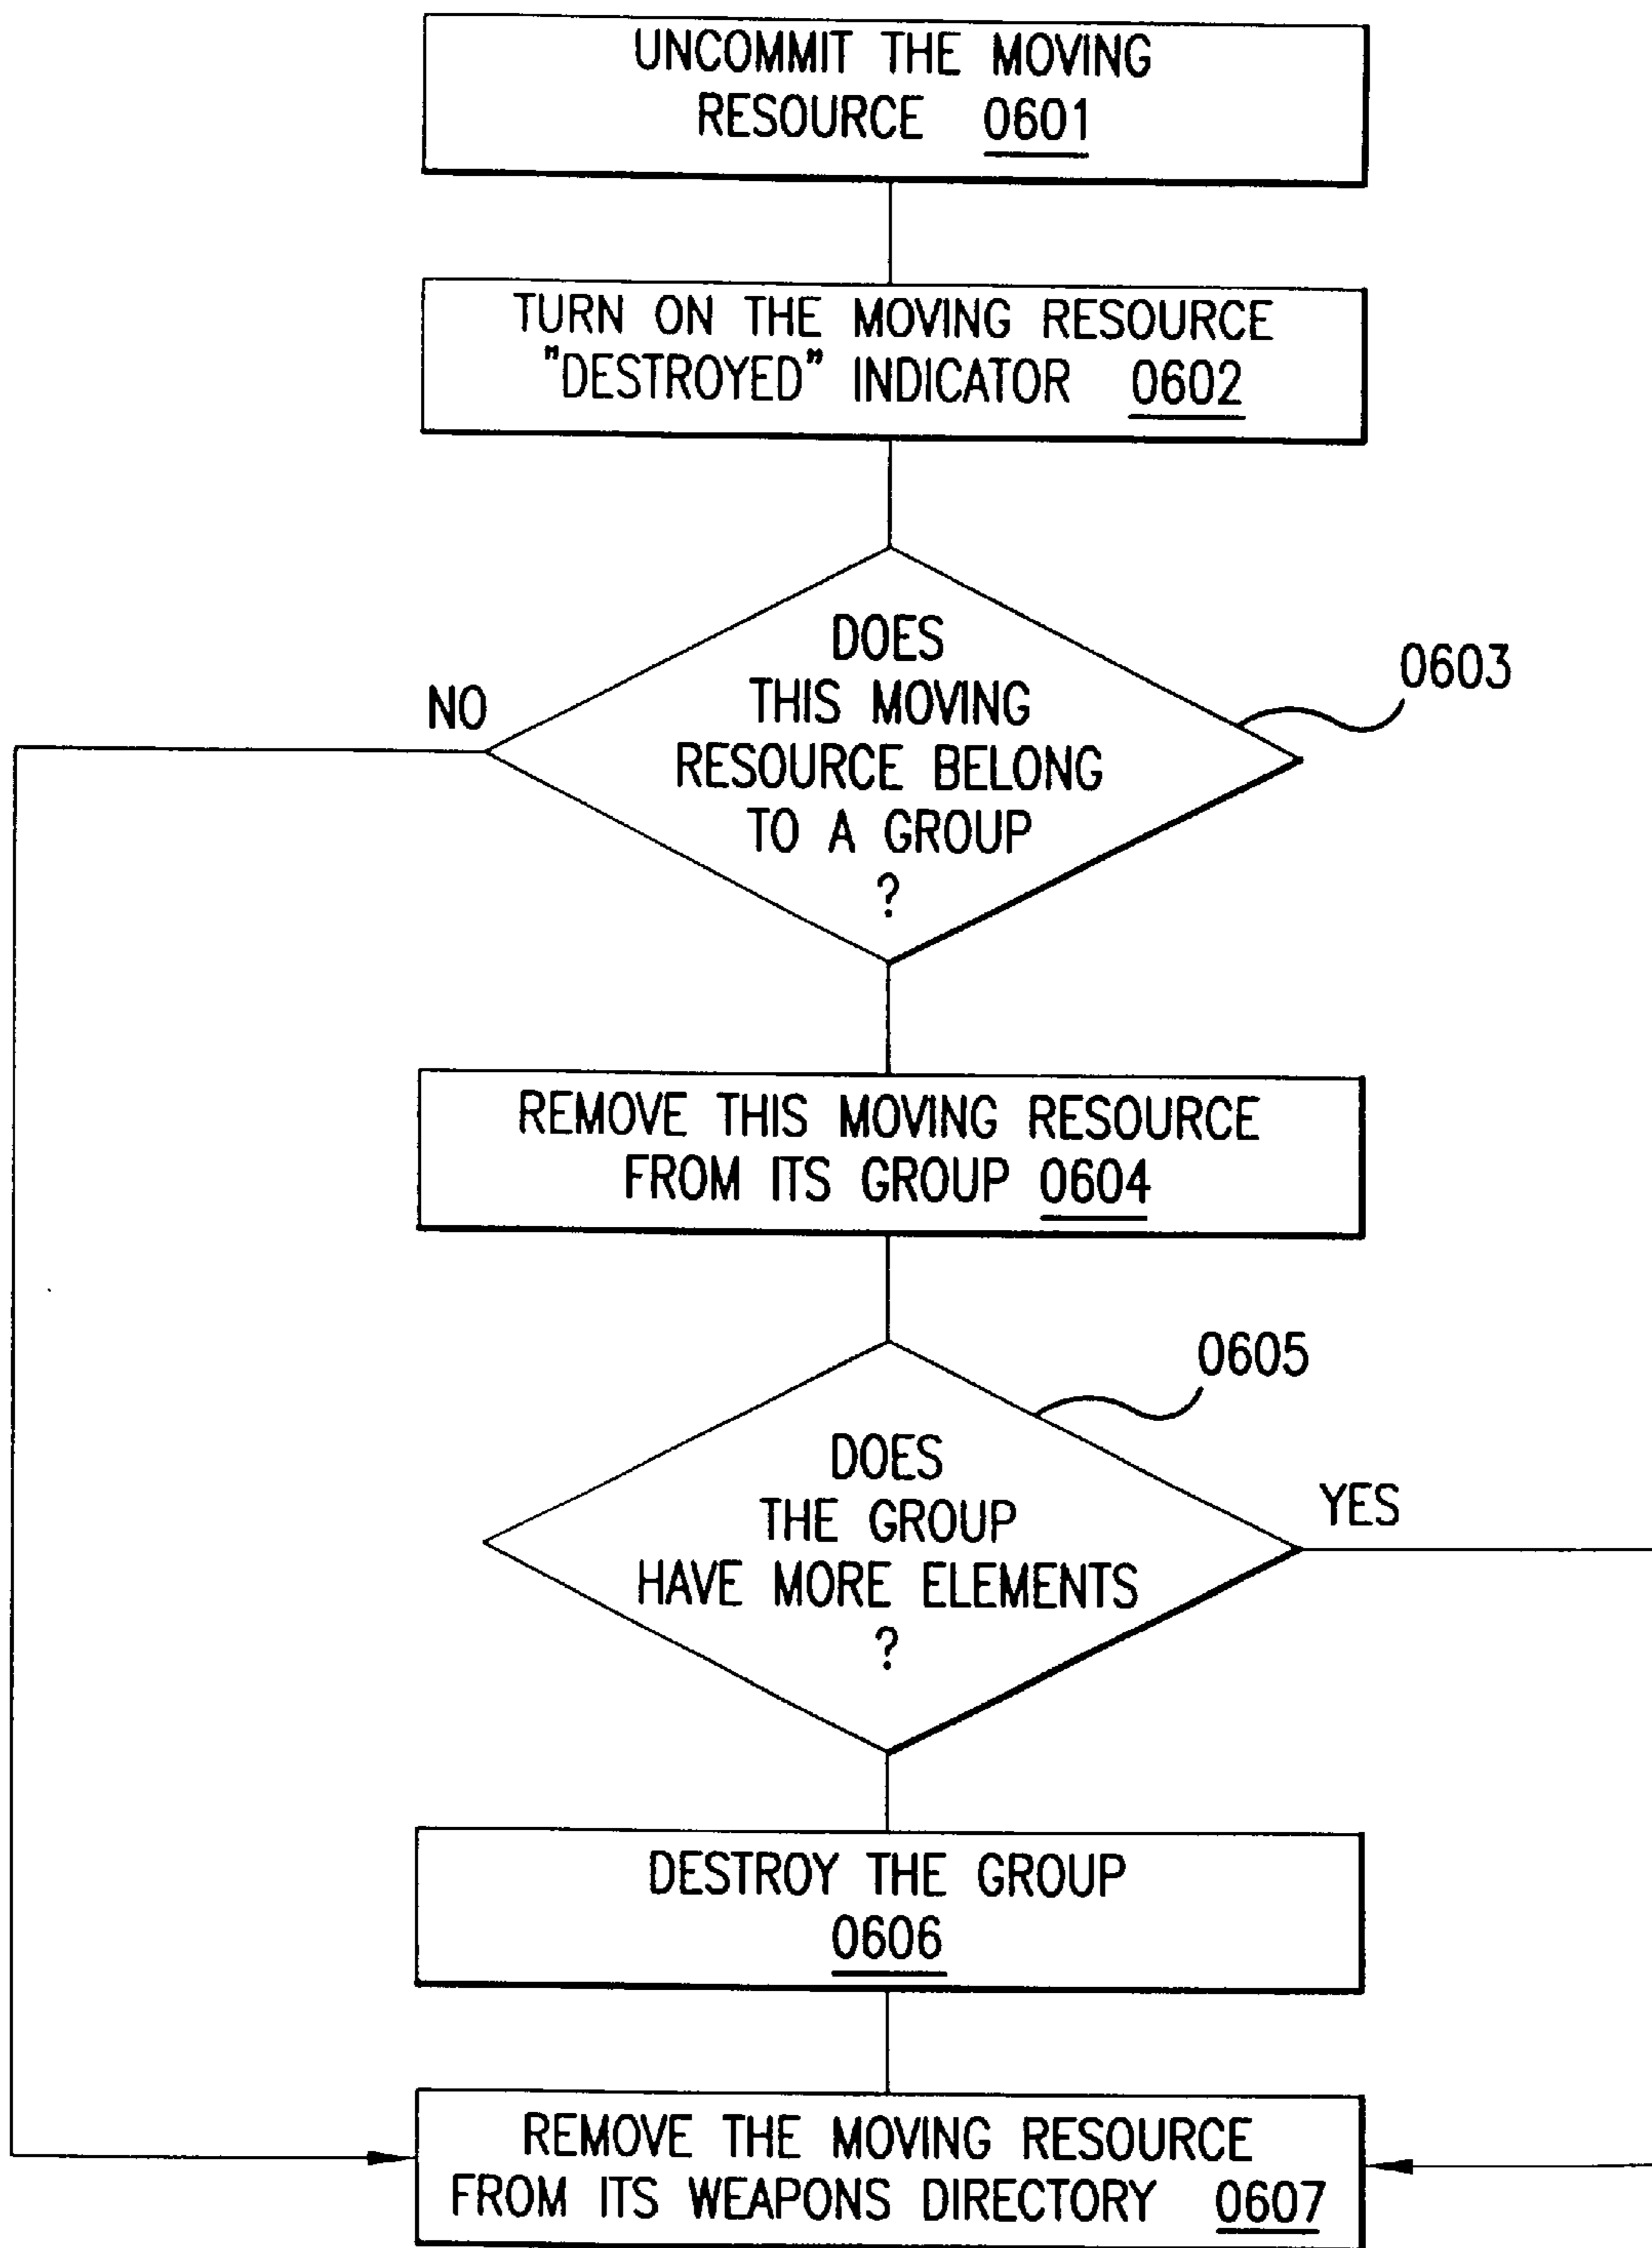 UNCOMMIT THE MOVING
RESOURCE 0601
TURN ON THE MOVING RESOURCE
"DESTROYED" INDICATOR 0602
DOES
THIS MOVING
RESOURCE BELONG
TO A GROUP
?
0603
NO
REMOVE THIS MOVING RESOURCE
FROM ITS GROUP 0604
0605
DOES
THE GROUP
HAVE MORE ELEMENTS
?
YES
DESTROY THE GROUP
0606
REMOVE THE MOVING RESOURCE
FROM ITS WEAPONS DIRECTORY 0607